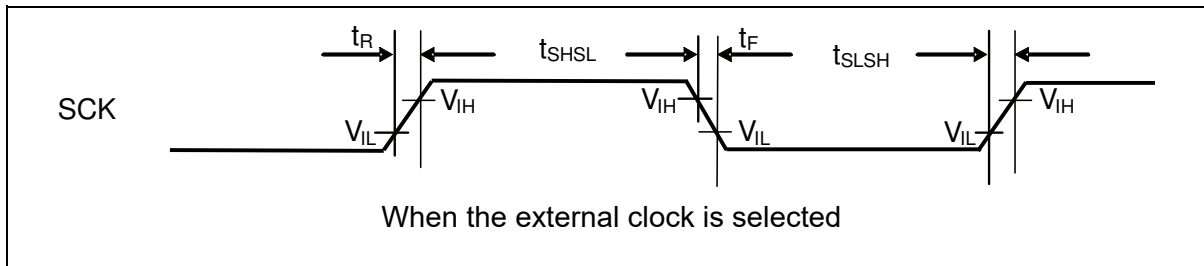 tR tSHSL tF tSLSH
SCK VIH VIH VIH
VIL VIL VIL
When the external clock is selected